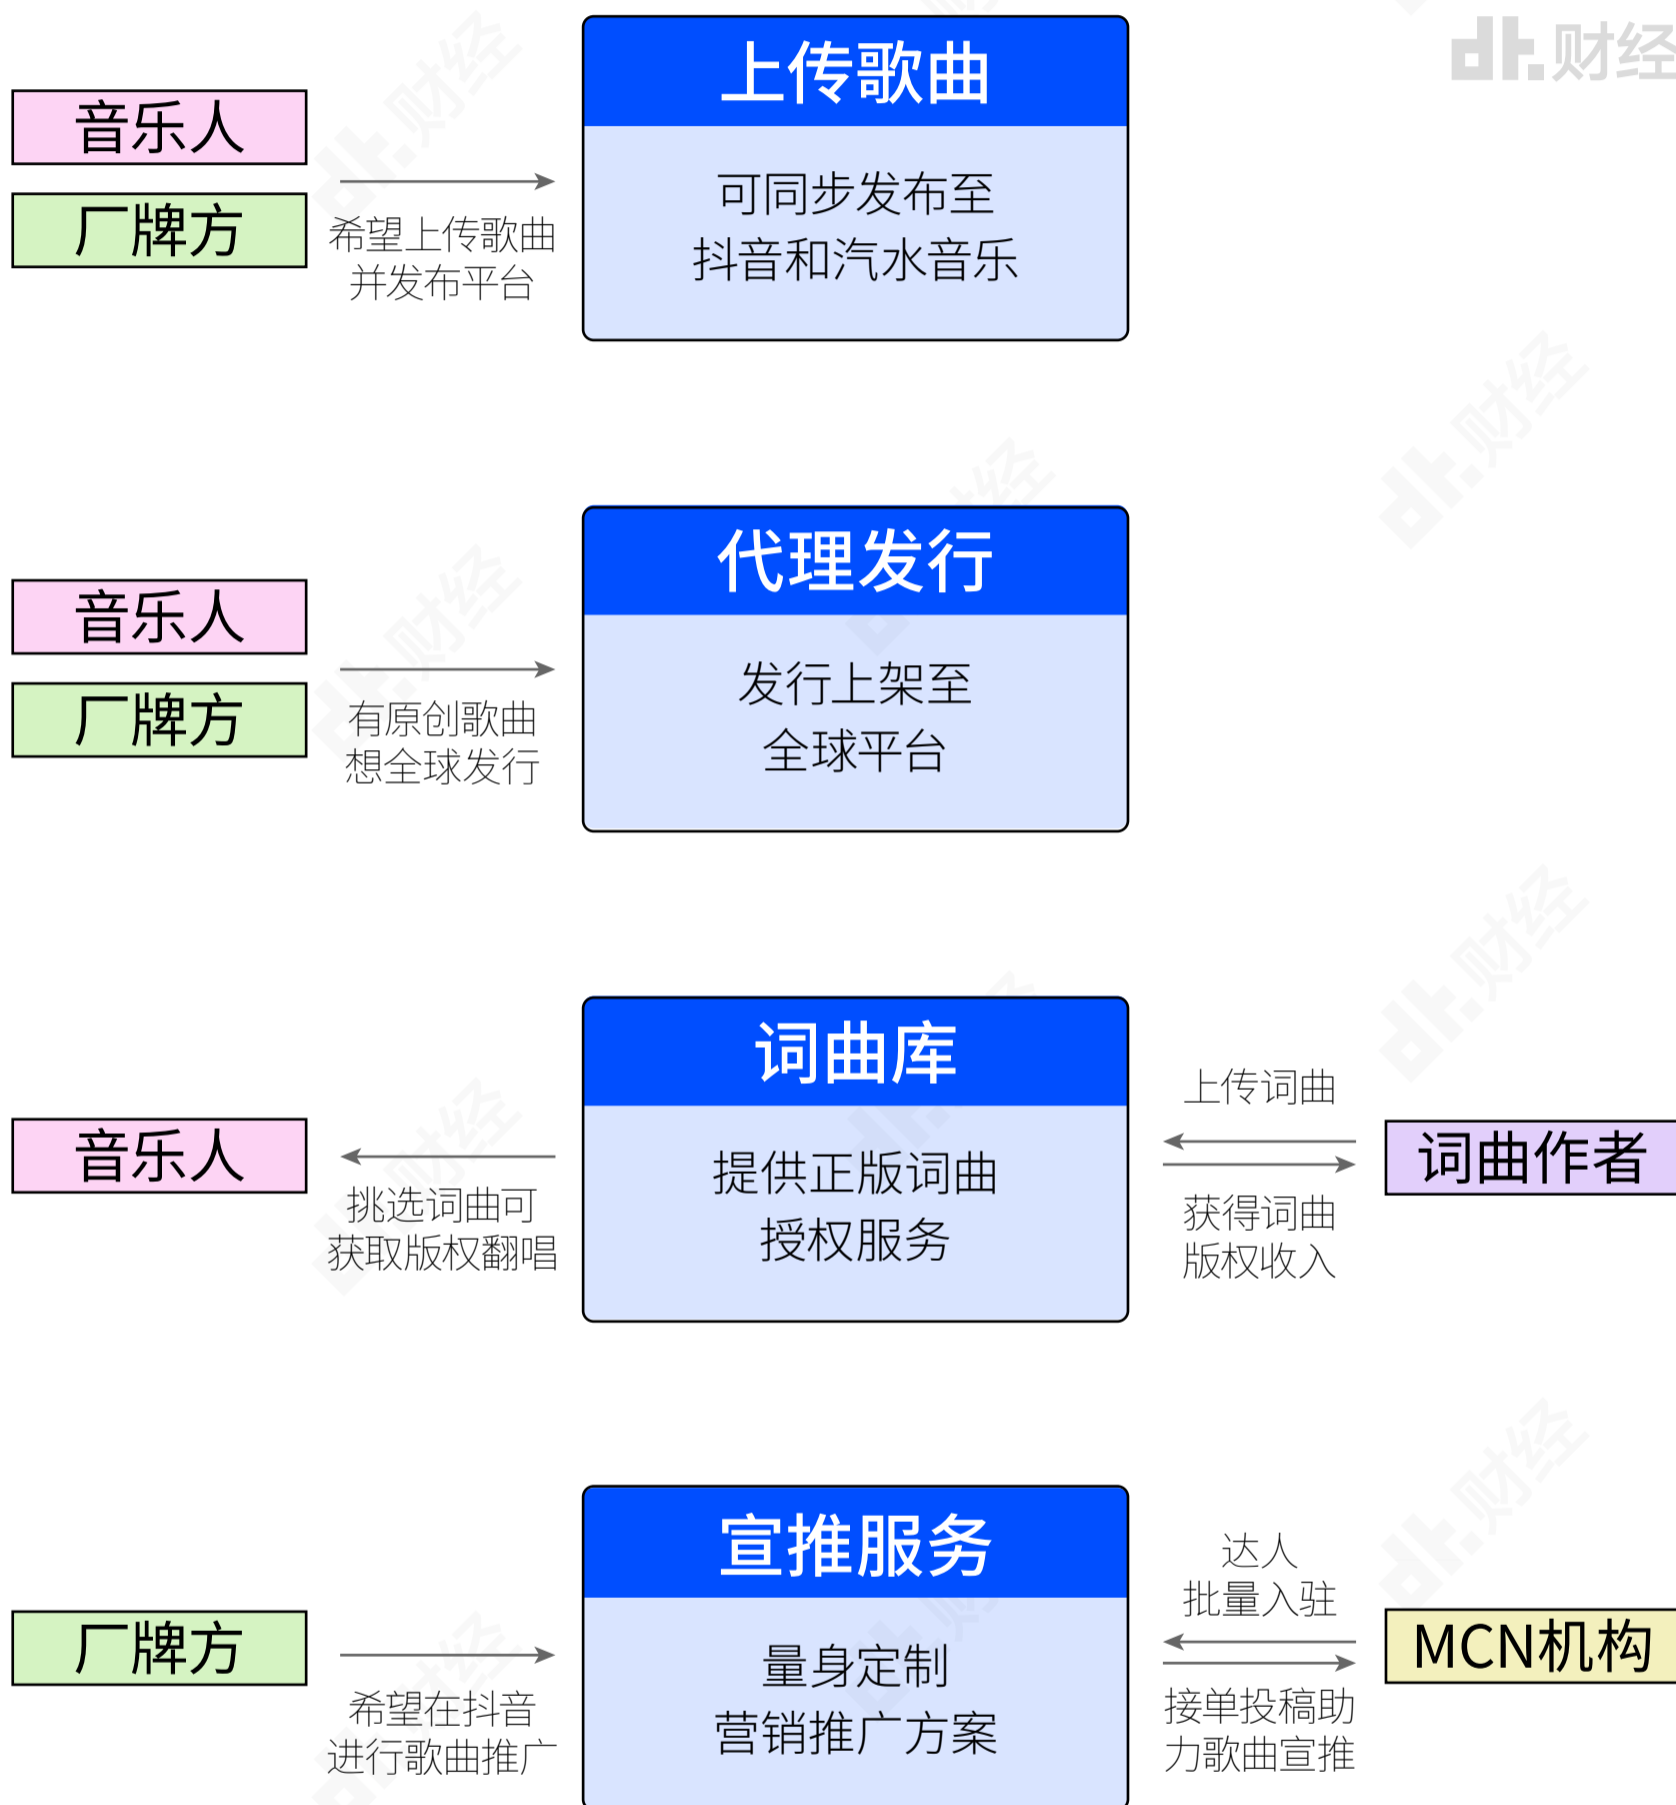 dt.财经
音乐人
厂牌方
希望上传歌曲
并发布平台
上传歌曲
可同步发布至
抖音和汽水音乐
音乐人
厂牌方
有原创歌曲
想全球发行
代理发行
发行上架至
全球平台
音乐人
挑选词曲可
获取版权翻唱
词曲库
提供正版词曲
授权服务
上传词曲
获得词曲
版权收入
词曲作者
厂牌方
希望在抖音
进行歌曲推广
宣推服务
量身定制
营销推广方案
达人
批量入驻
接单投稿助
力歌曲宣推
MCN机构